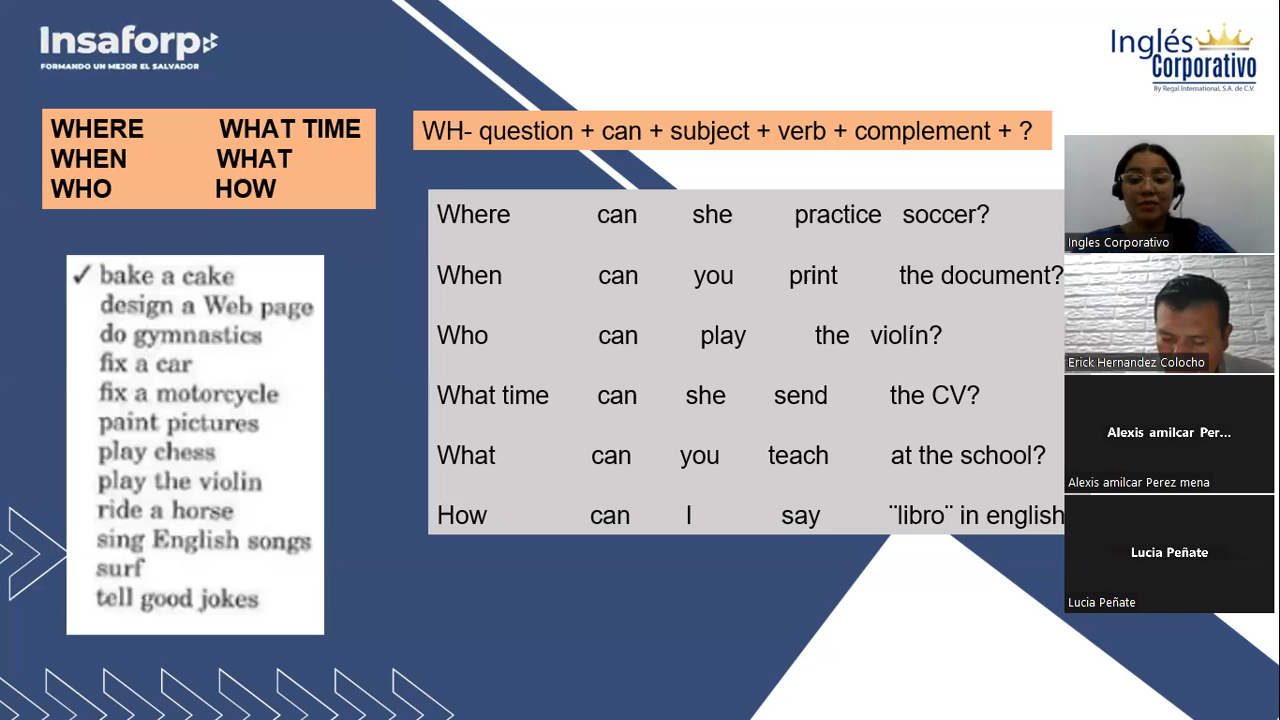 Insaforp
FORMANDO UN MEJOR EL SALVADOR
Inglés
Corporativo
By Regal International, S.A. de C.V.
WHERE WHAT TIME
WHEN WHAT
WHO HOW
WH- question + can + subject + verb + complement + ?
✓ bake a cake
design a Web page
do gymnastics
fix a car
fix a motorcycle
paint pictures
play chess
play the violin
ride a horse
sing English songs
surf
tell good jokes
Where can she practice soccer?
When can you print the document?
Who can play the violín?
What time can she send the CV?
What can you teach at the school?
How can I say ¨libro¨ in english
Ingles Corporativo
Erick Hernandez Colocho
Alexis amilcar Per...
Alexis amilcar Perez mena
Lucia Peñate
Lucia Peñate